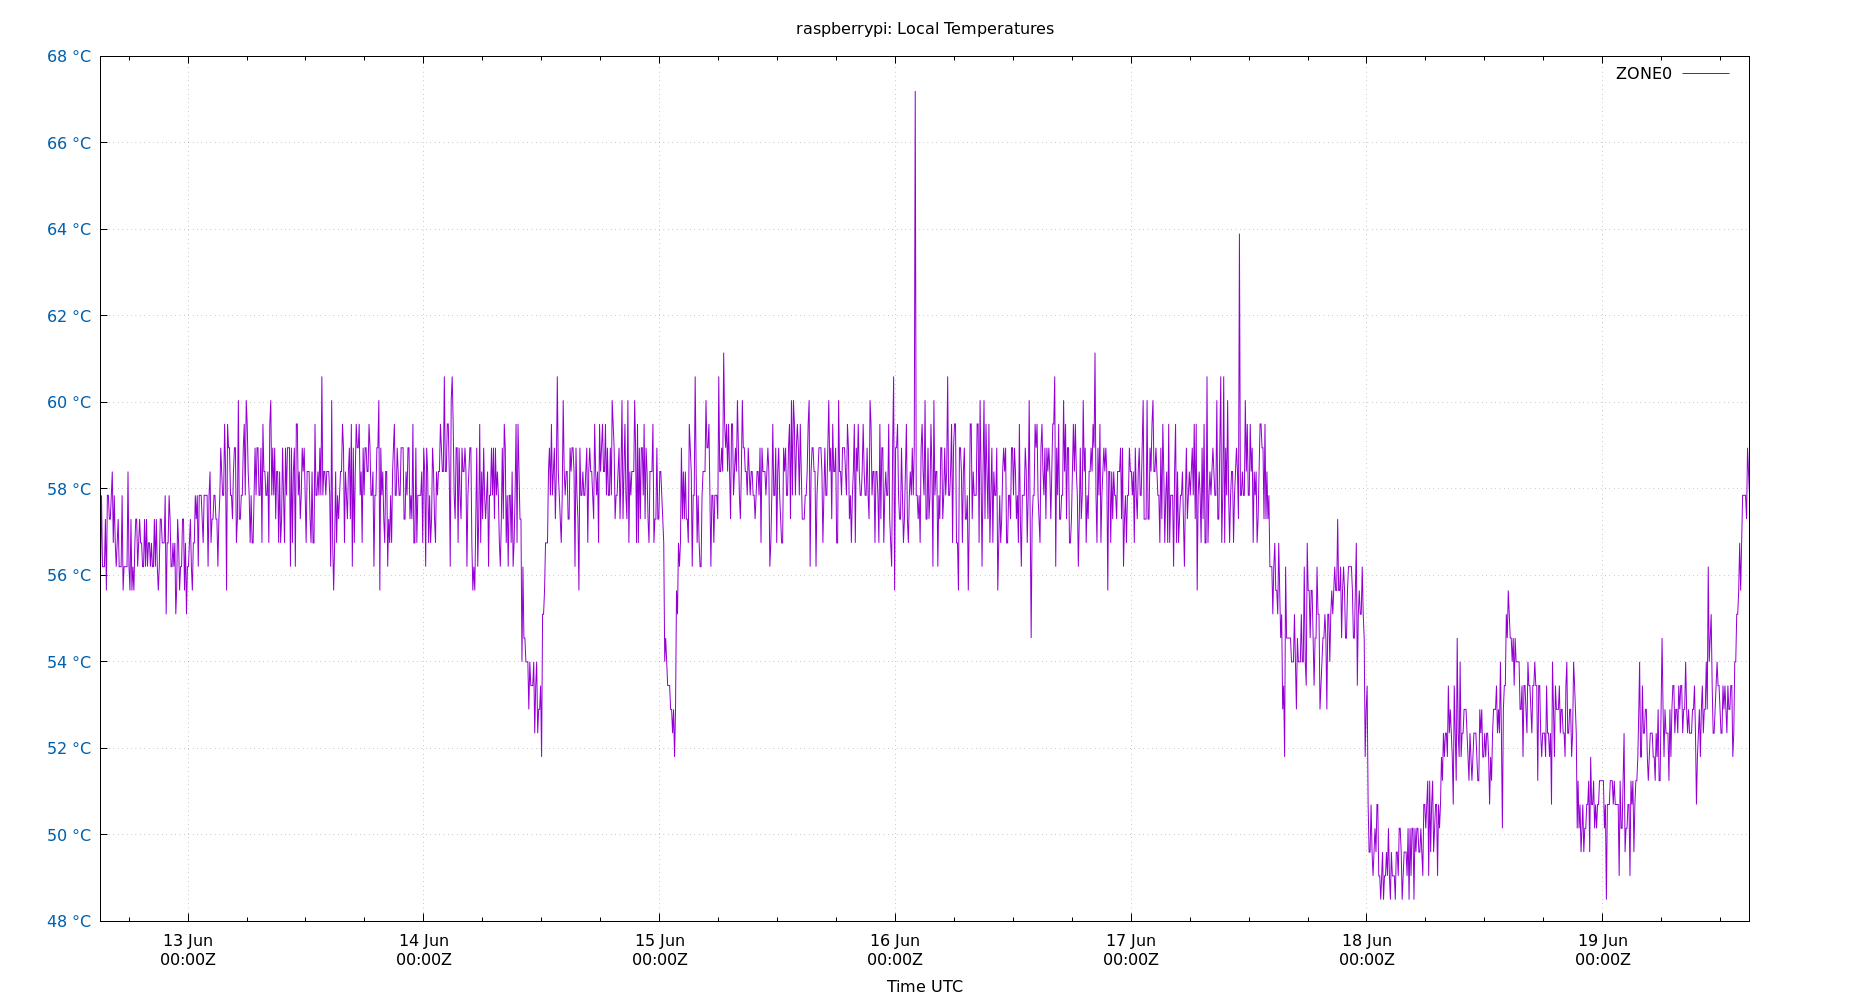 raspberrypi: Local Temperatures
ZONE0
68 °C
66 °C
64 °C
62 °C
60 °C
58 °C
56 °C
54 °C
52 °C
50 °C
48 °C
13 Jun 14 Jun 15 Jun 16 Jun 17 Jun 18 Jun 19 Jun
00:00Z 00:00Z 00:00Z 00:00Z 00:00Z 00:00Z 00:00Z
Time UTC